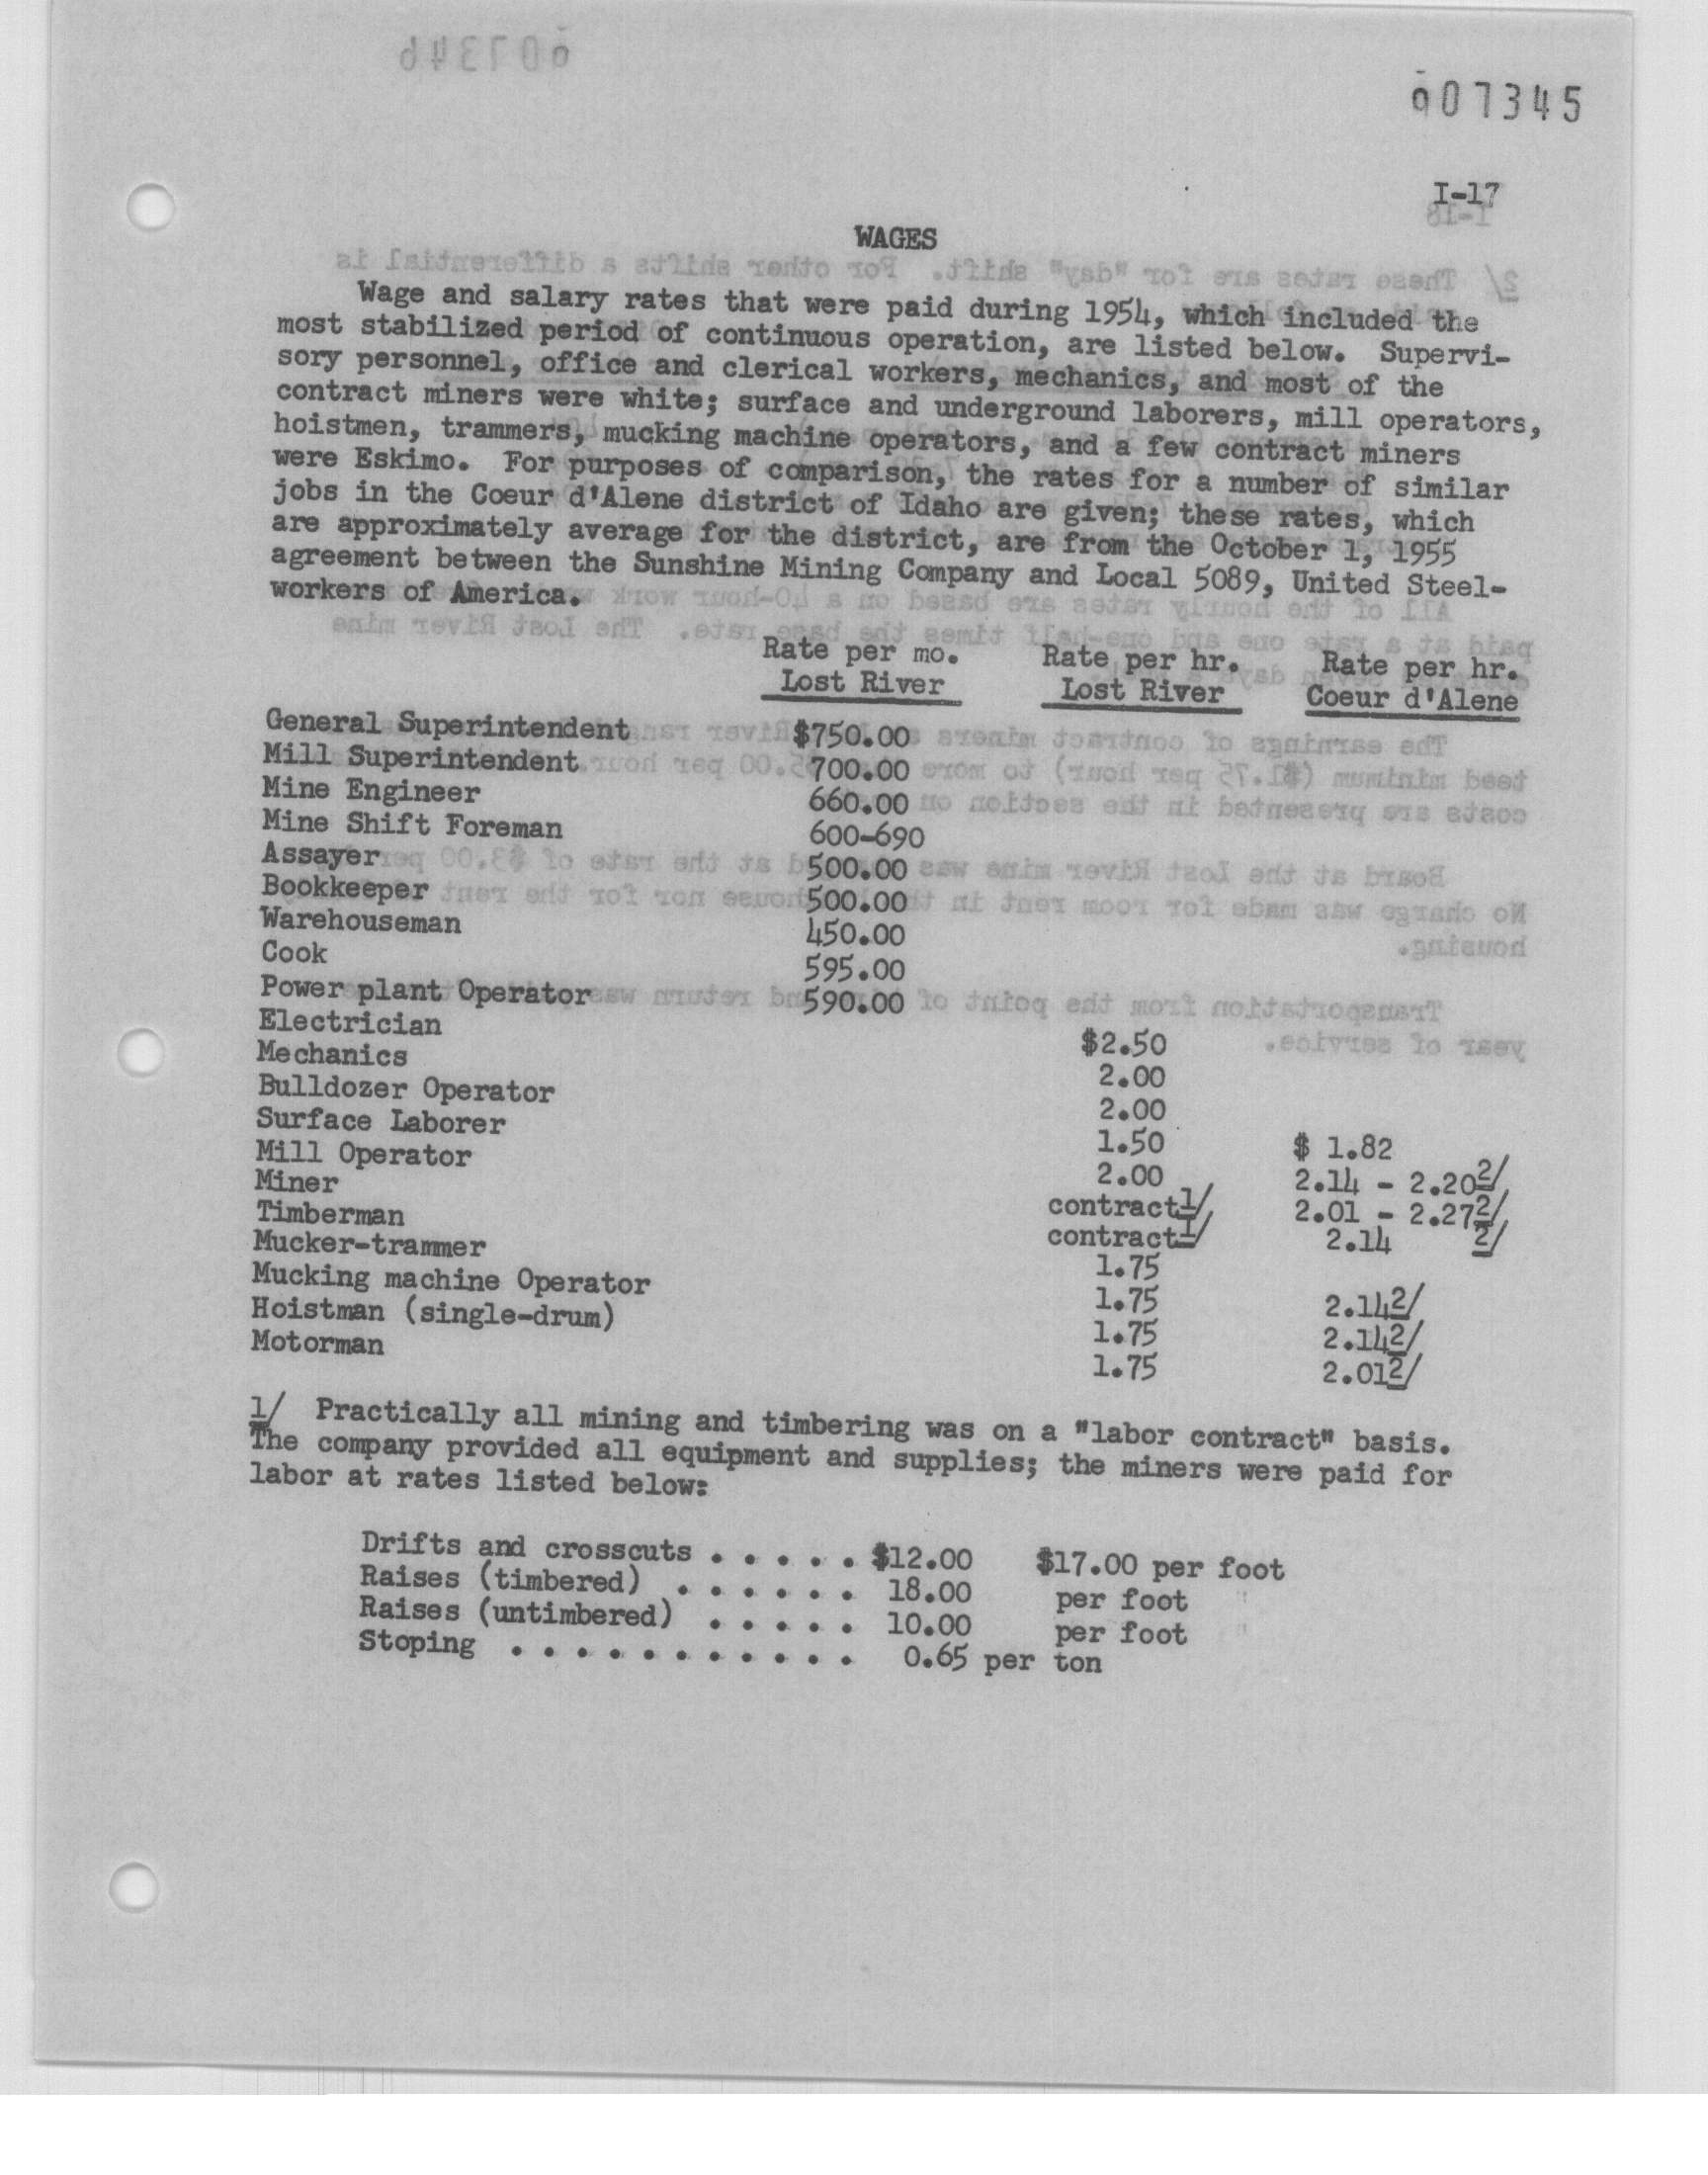 007345
I-17
WAGES
Wage and salary rates that were paid during 1954, which included the
most stabilized period of continuous operation, are listed below. Supervi-
sory personnel, office and clerical workers, mechanics, and most of the
contract miners were white; surface and underground laborers, mill operators,
hoistmen, trammers, mucking machine operators, and a few contract miners
were Eskimo. For purposes of comparison, the rates for a number of similar
jobs in the Coeur d'Alene district of Idaho are given; these rates, which
are approximately average for the district, are from the October 1, 1955
agreement between the Sunshine Mining Company and Local 5089, United Steel-
workers of America.
Rate per mo. Rate per hr. Rate per hr.
Lost River Lost River Coeur d'Alene
General Superintendent $750.00
Mill Superintendent 700.00
Mine Engineer 660.00
Mine Shift Foreman 600-690
Assayer 500.00
Bookkeeper 500.00
Warehouseman 450.00
Cook 595.00
Power plant Operator 590.00
Electrician $2.50
Mechanics 2.00
Bulldozer Operator 2.00
Surface Laborer 1.50 $ 1.82
Mill Operator 2.00 2.14 - 2.20 2/
Miner contract 1/ 2.01 - 2.27 2/
Timberman contract 1/ 2.14 2/
Mucker-trammer 1.75
Mucking machine Operator 1.75 2.14 2/
Hoistman (single-drum) 1.75 2.14 2/
Motorman 1.75 2.01 2/
1/ Practically all mining and timbering was on a "labor contract" basis.
The company provided all equipment and supplies; the miners were paid for
labor at rates listed below:
Drifts and crosscuts . . . . . $12.00 $17.00 per foot
Raises (timbered) . . . . . . 18.00 per foot
Raises (untimbered) . . . . . 10.00 per foot
Stoping . . . . . . . . . . . 0.65 per ton